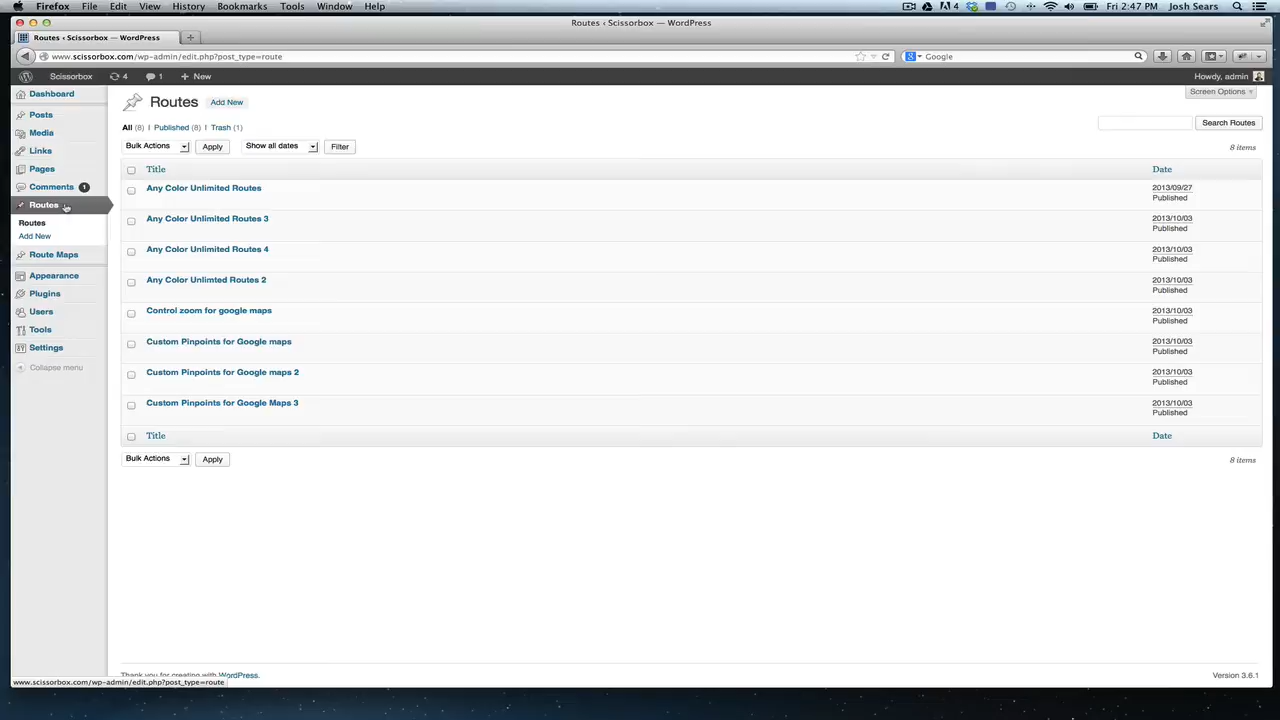 Firefox File Edit View History Bookmarks Tools Window Help 4 Fri 2:47 PM Josh Sears
Routes ‹ Scissorbox — WordPress
Routes ‹ Scissorbox — WordPress
www.scissorbox.com/wp-admin/edit.php?post_type=route Google
Scissorbox 4 1 + New Howdy, admin
Dashboard
Posts
Media
Links
Pages
Comments 1
Routes
Routes
Add New
Route Maps
Appearance
Plugins
Users
Tools
Settings
Collapse menu
Screen Options
Routes Add New
All (8) | Published (8) | Trash (1)
Search Routes
Bulk Actions Apply Show all dates Filter
8 items
Title Date
Any Color Unlimited Routes 2013/09/27
Published
Any Color Unlimited Routes 3 2013/10/03
Published
Any Color Unlimited Routes 4 2013/10/03
Published
Any Color Unlimted Routes 2 2013/10/03
Published
Control zoom for google maps 2013/10/03
Published
Custom Pinpoints for Google maps 2013/10/03
Published
Custom Pinpoints for Google maps 2 2013/10/03
Published
Custom Pinpoints for Google Maps 3 2013/10/03
Published
Title Date
Bulk Actions Apply
8 items
Thank you for creating with WordPress.
Version 3.6.1
www.scissorbox.com/wp-admin/edit.php?post_type=route